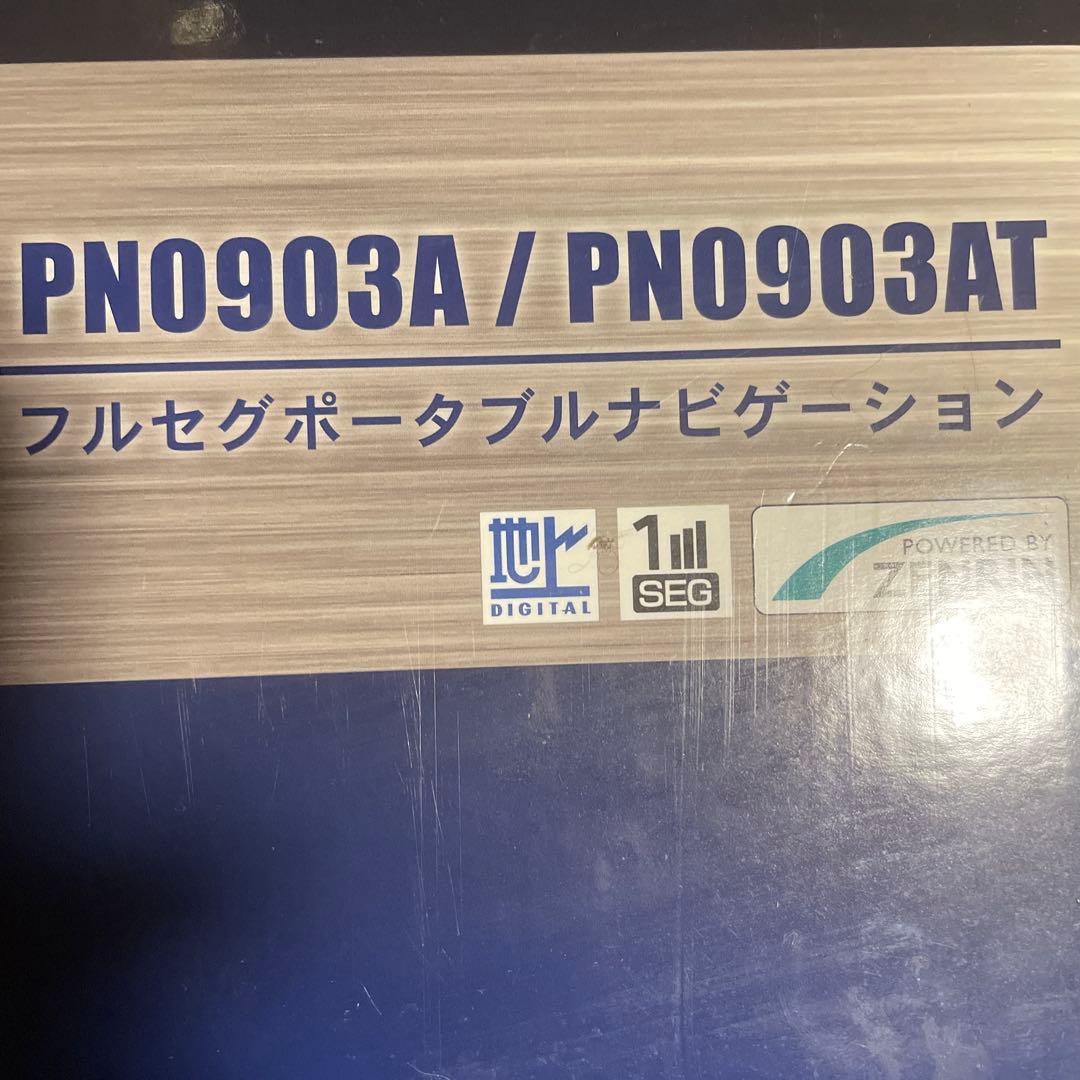 PN0903A / PN0903AT
フルセグポータブルナビゲーション
地上 DIGITAL
1 SEG
POWERED BY
ZENRIN